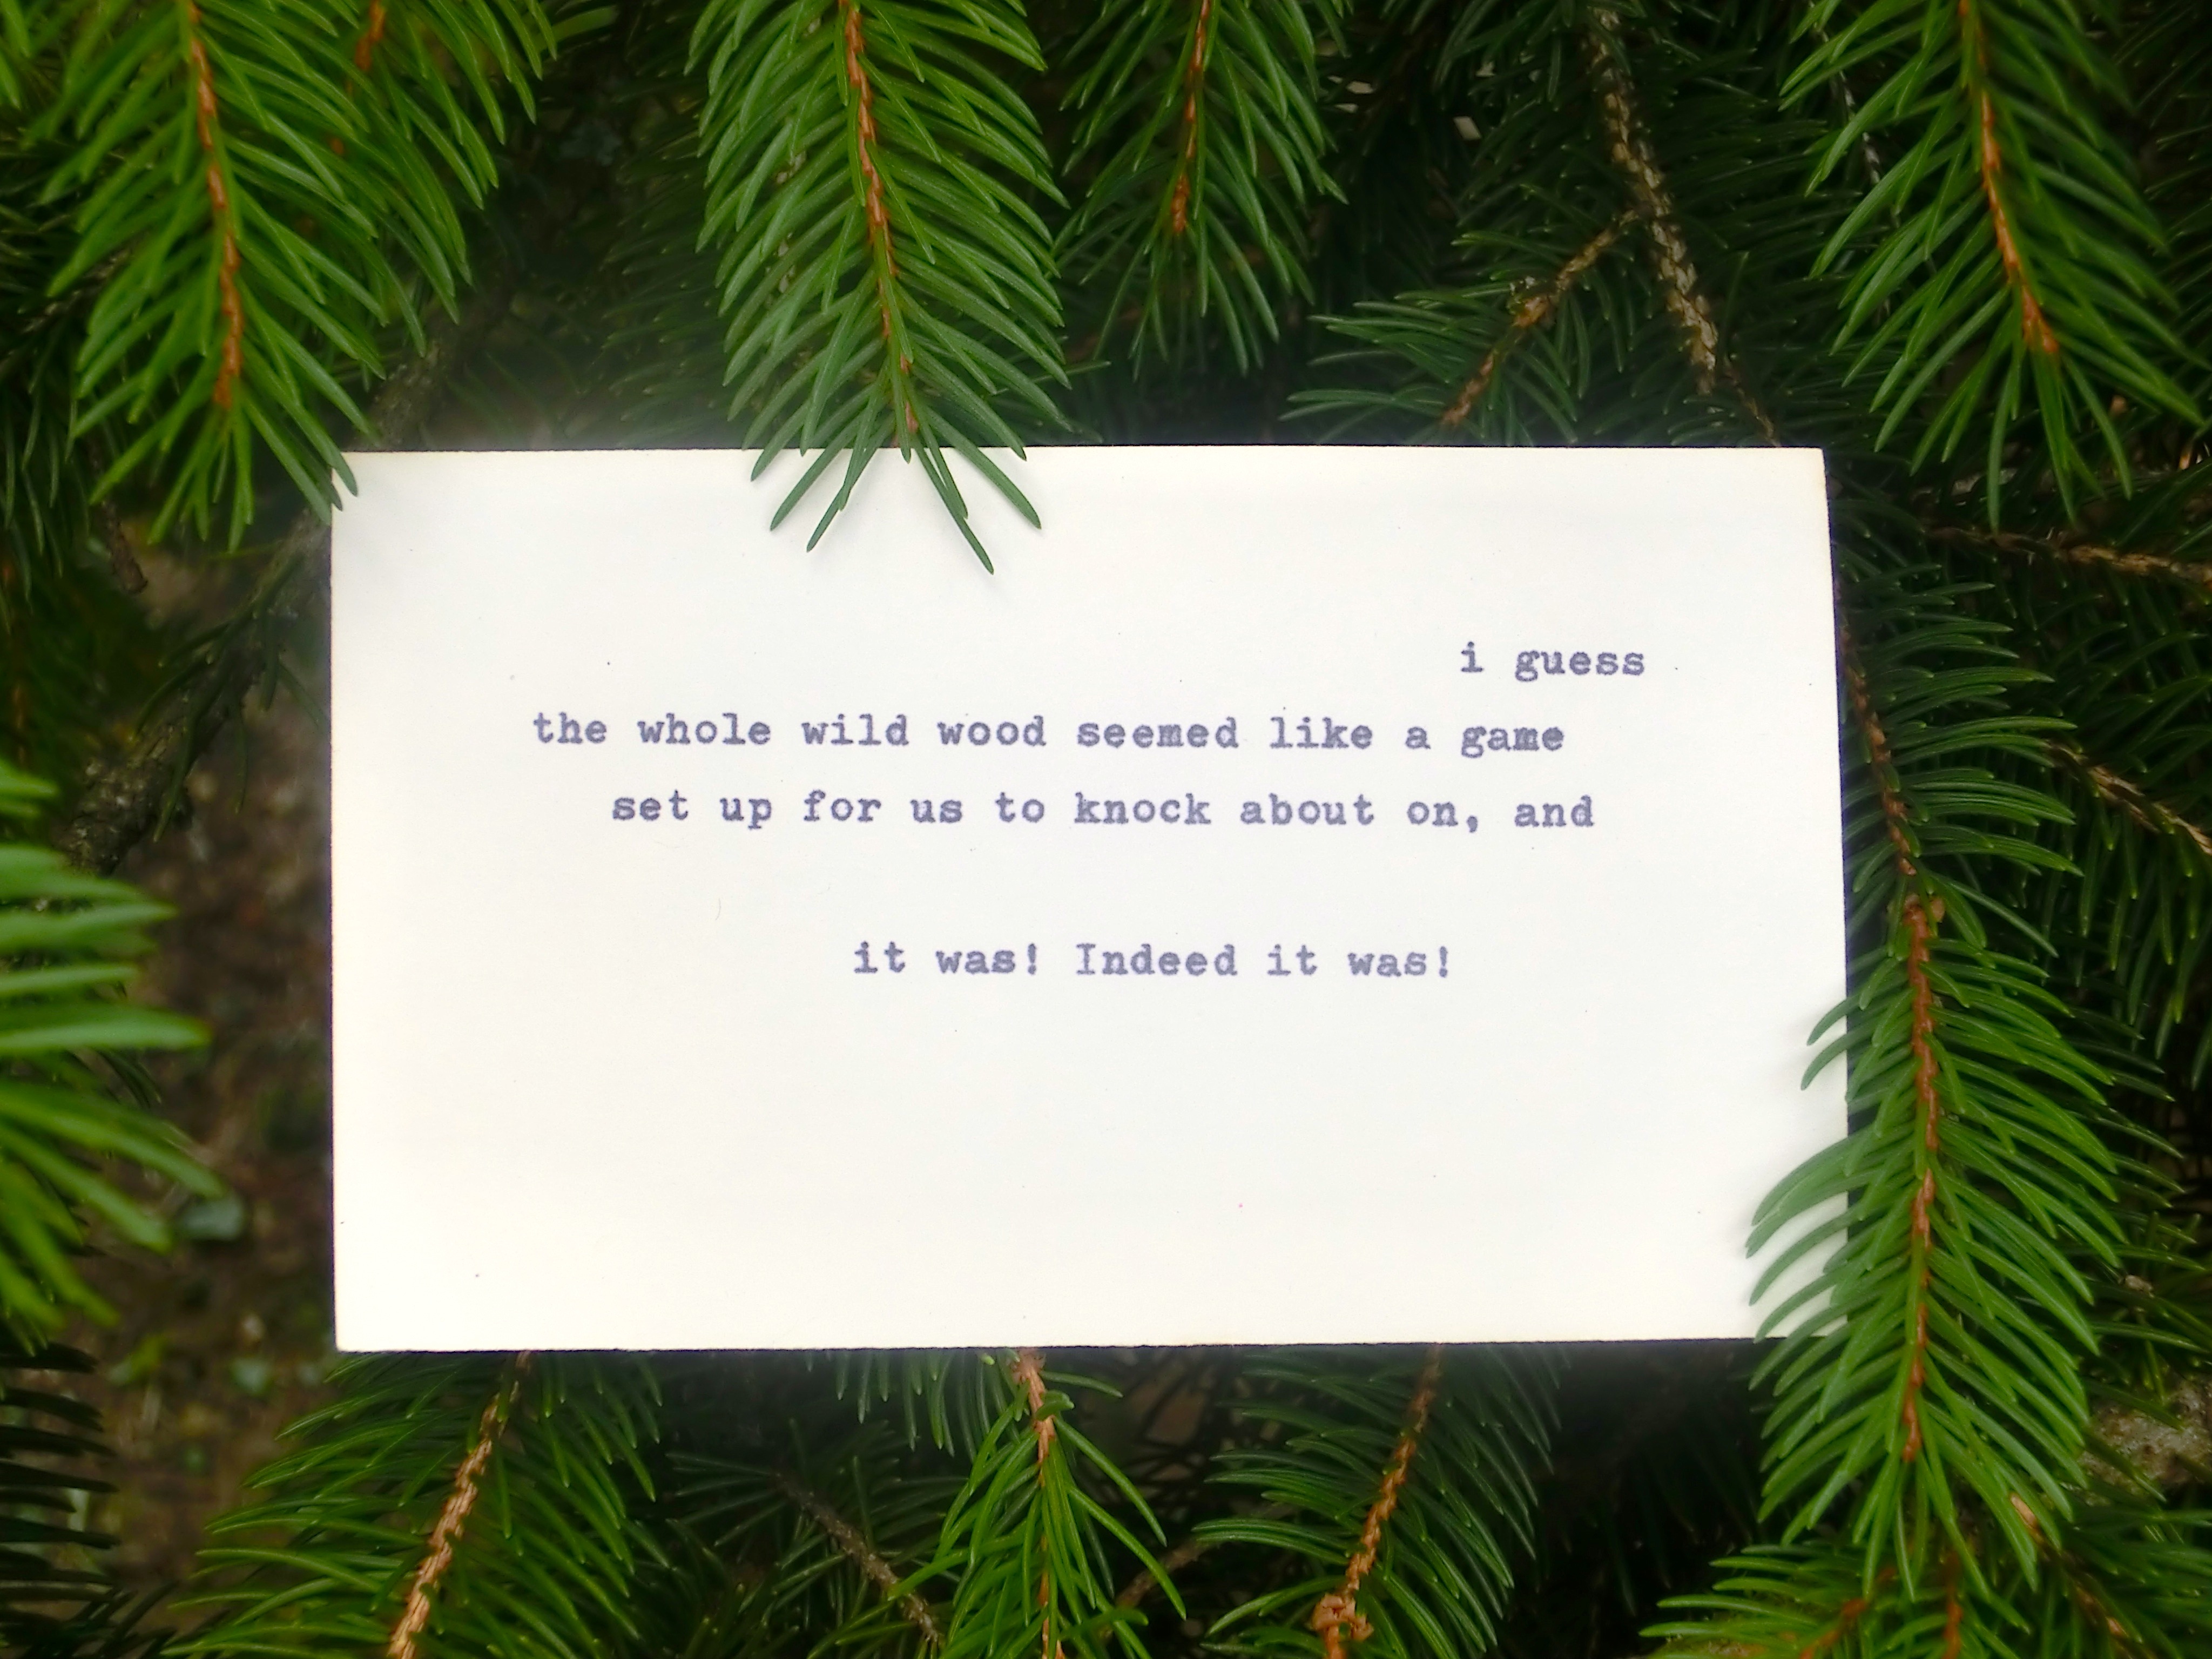 i guess
the whole wild wood seemed like a game
set up for us to knock about on, and
it was! Indeed it was!